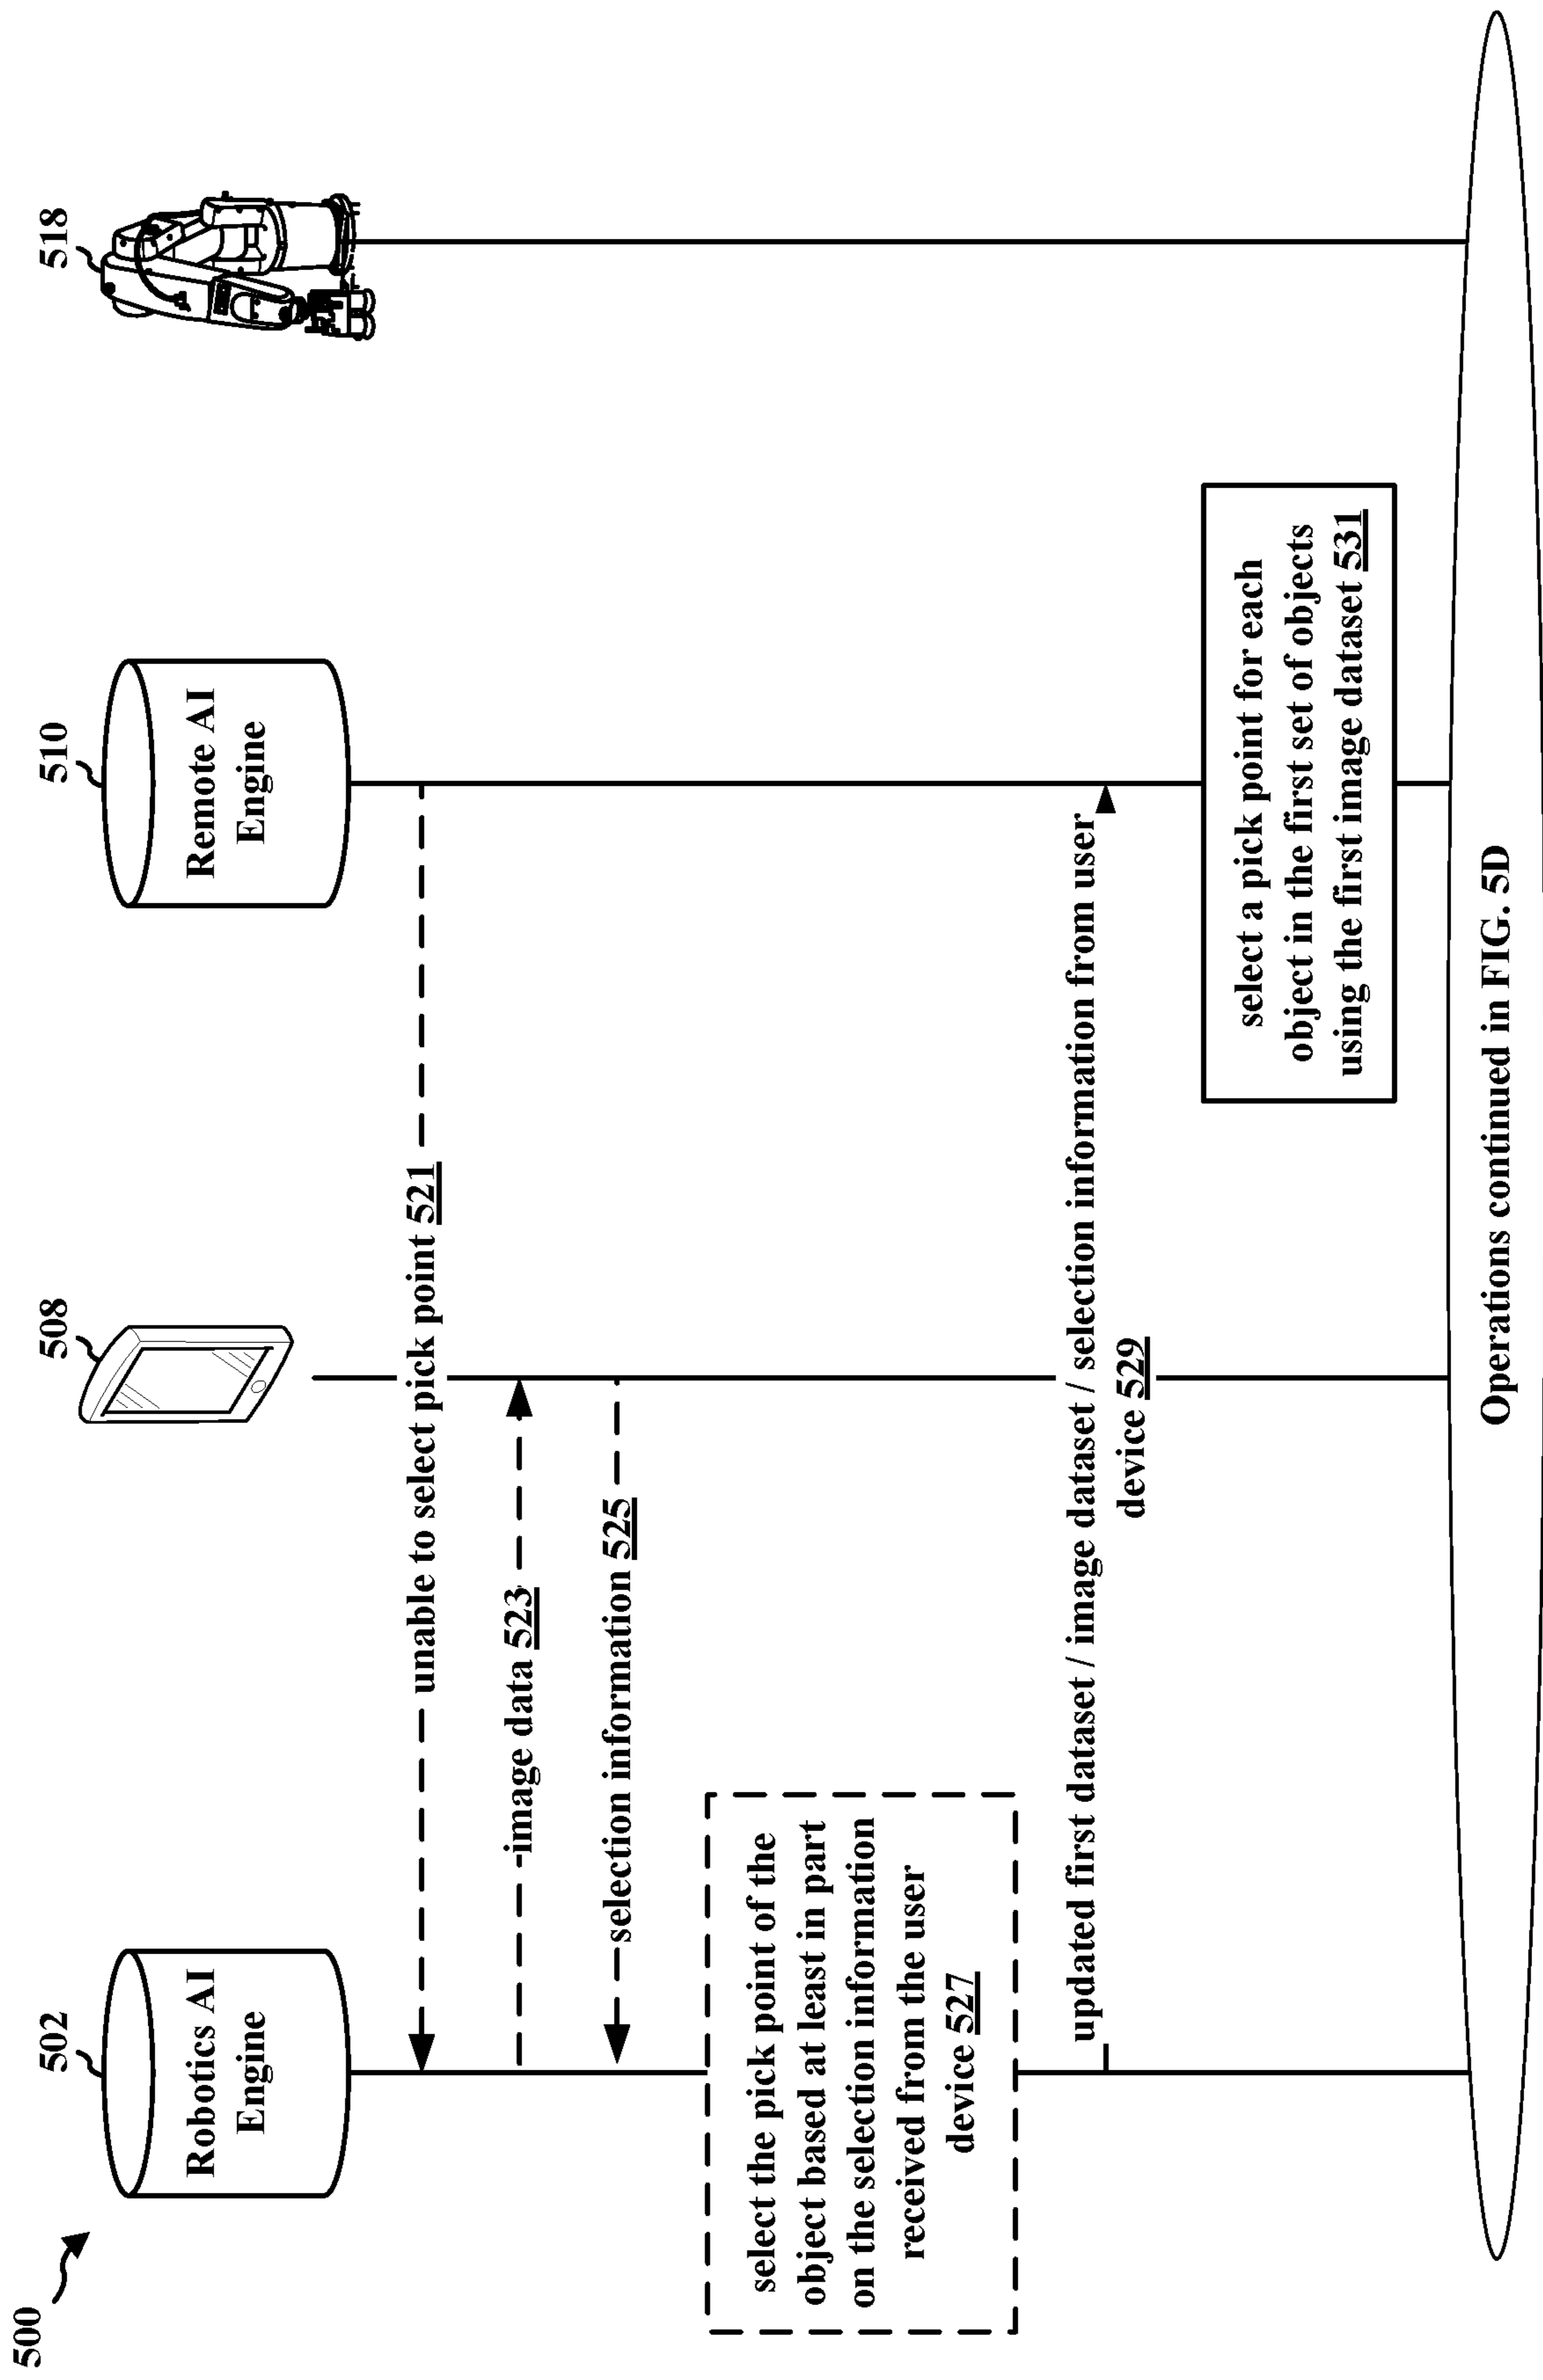 500
502
508
510
518
Robotics AI
Engine
Remote AI
Engine
unable to select pick point 521
image data 523
selection information 525
select the pick point of the
object based at least in part
on the selection information
received from the user
device 527
updated first dataset / image dataset / selection information from user
device 529
select a pick point for each
object in the first set of objects
using the first image dataset 531
Operations continued in FIG. 5D